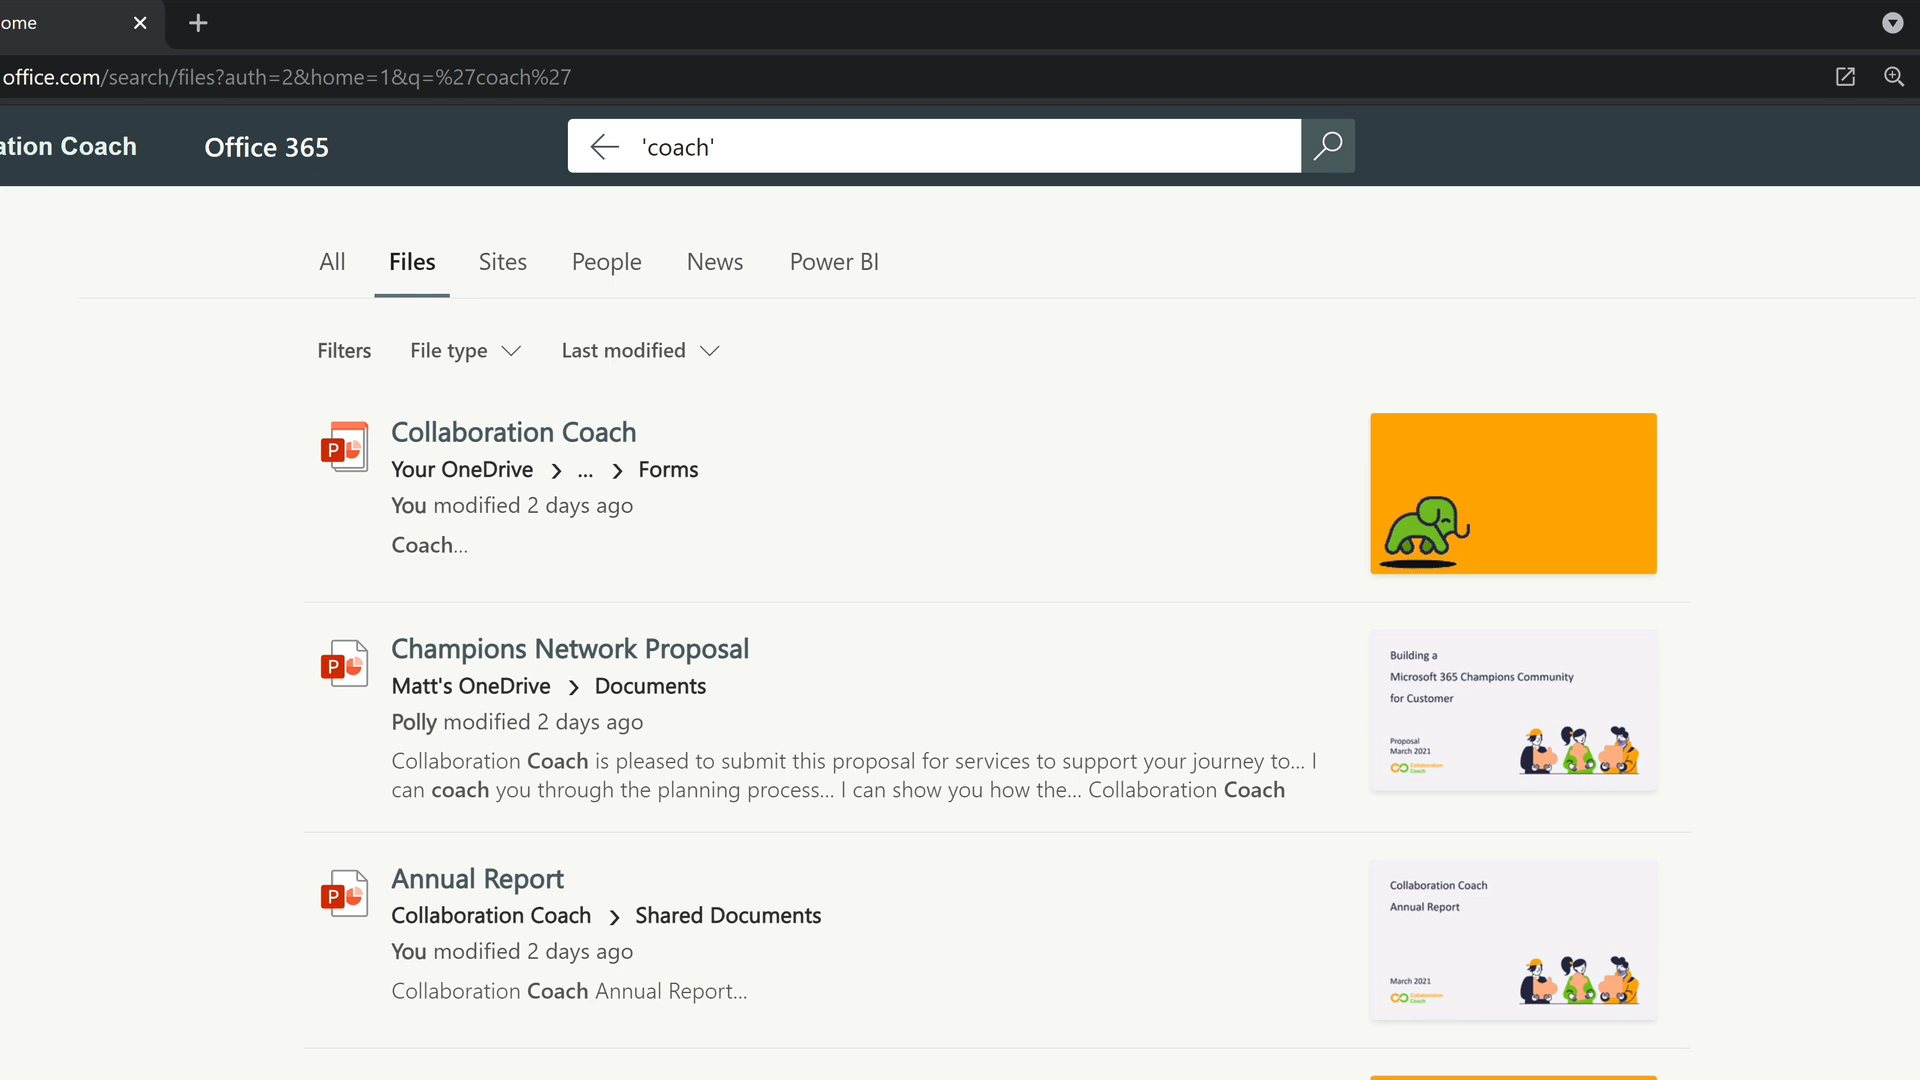 ome
office.com/search/files?auth=2&home=1&q=%27coach%27
ation Coach
Office 365
'coach'
All Files Sites People News Power BI
Filters File type Last modified
Collaboration Coach
Your OneDrive > ... > Forms
You modified 2 days ago
Coach...
Champions Network Proposal
Matt's OneDrive > Documents
Polly modified 2 days ago
Collaboration Coach is pleased to submit this proposal for services to support your journey to... I
can coach you through the planning process... I can show you how the... Collaboration Coach
Building a
Microsoft 365 Champions Community
for Customer
Proposal
March 2021
Collaboration
Coach
Annual Report
Collaboration Coach > Shared Documents
You modified 2 days ago
Collaboration Coach Annual Report...
Collaboration Coach
Annual Report
March 2021
Collaboration
Coach